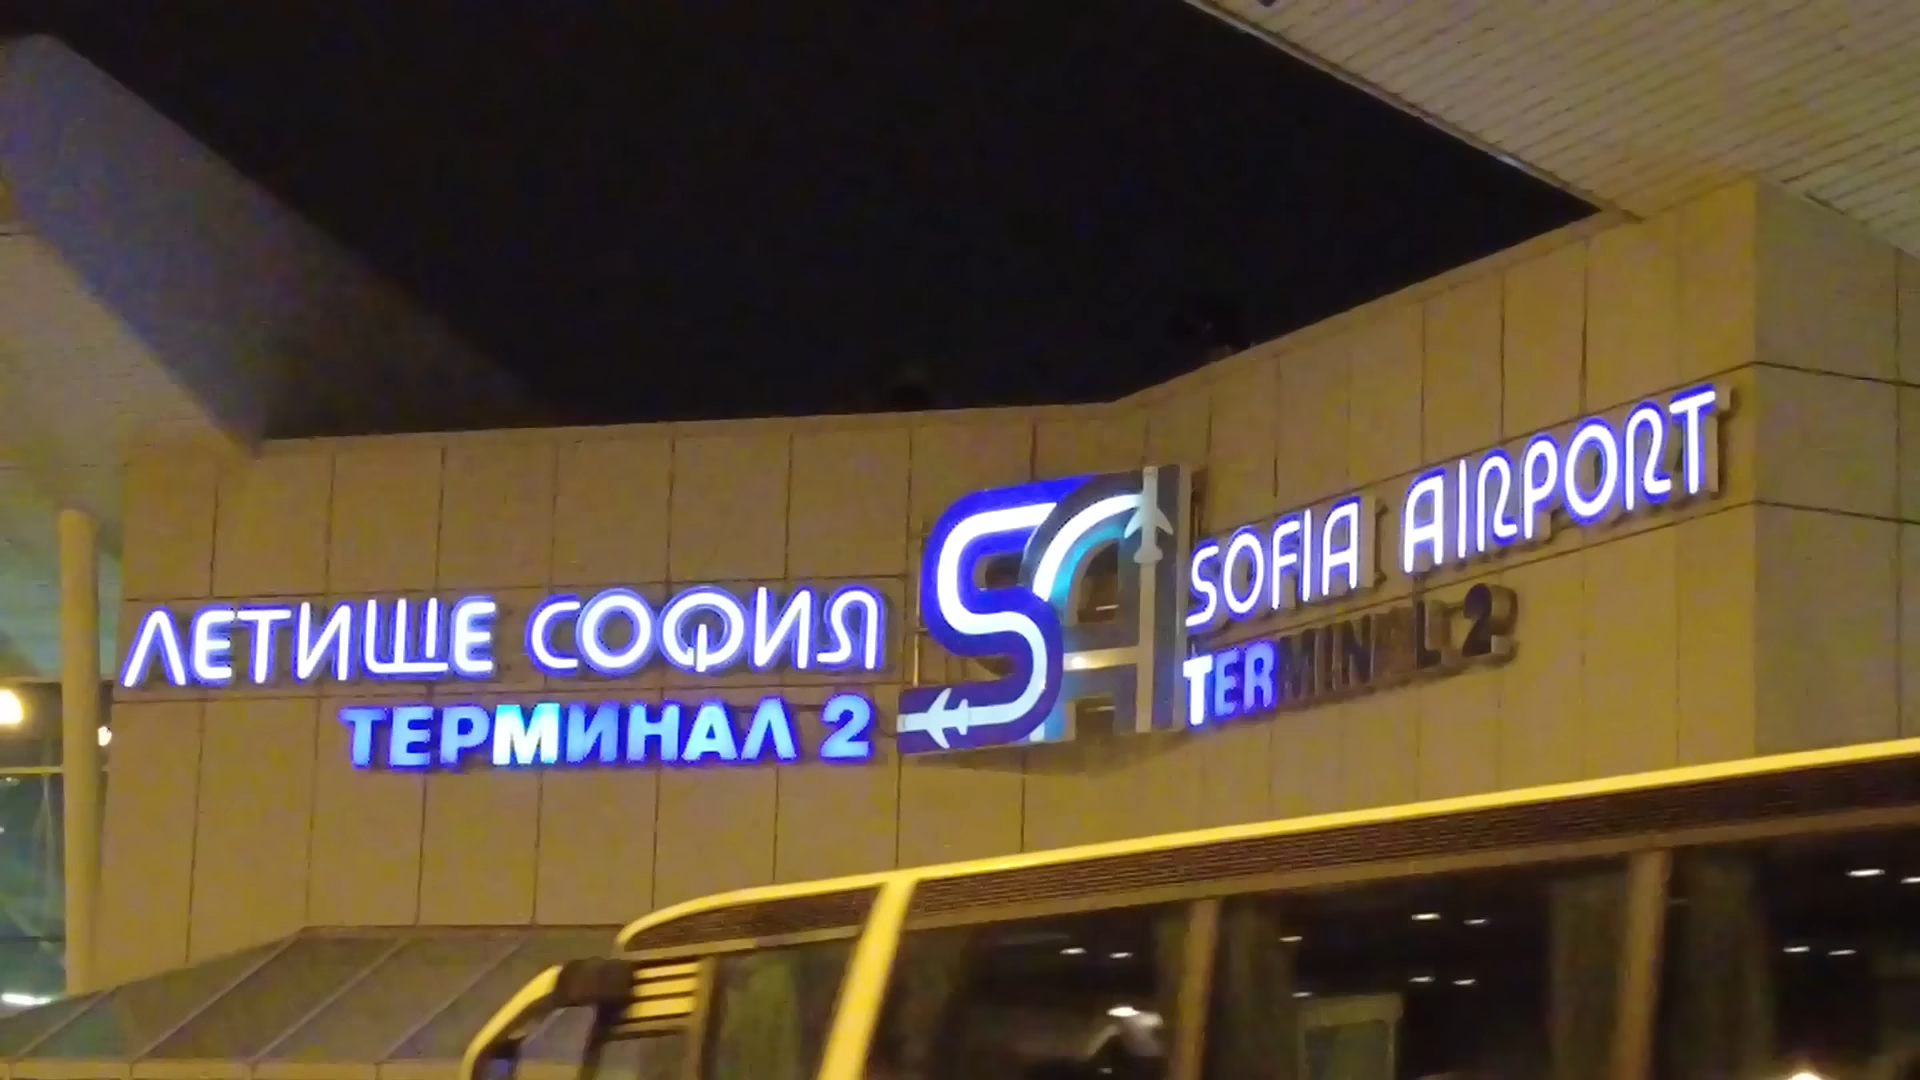 ЛЕТИЩЕ СОФИЯ
ТЕРМИНАЛ 2
SA
SOFIA AIRPORT
TERMINAL 2